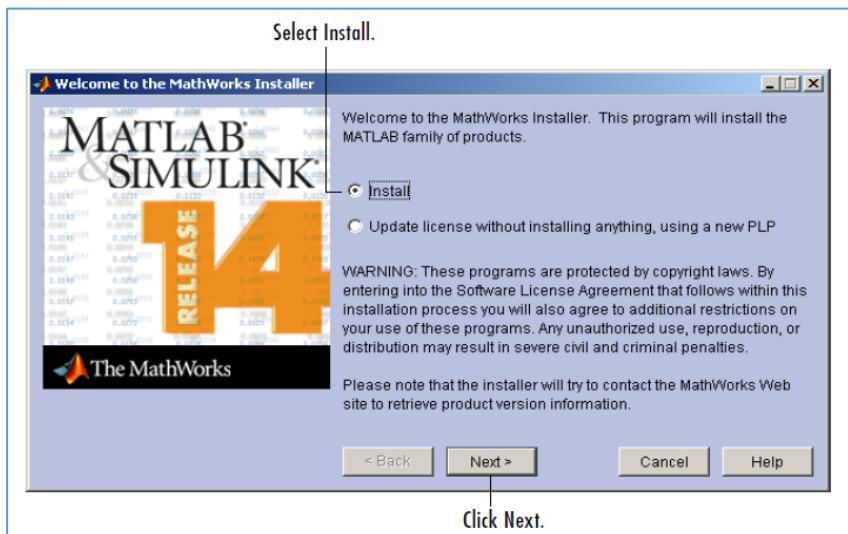 Select Install.
Welcome to the MathWorks Installer
MATLAB®
& SIMULINK®
RELEASE
14
The MathWorks
Welcome to the MathWorks Installer. This program will install the
MATLAB family of products.
Install
Update license without installing anything, using a new PLP
WARNING: These programs are protected by copyright laws. By
entering into the Software License Agreement that follows within this
installation process you will also agree to additional restrictions on
your use of these programs. Any unauthorized use, reproduction, or
distribution may result in severe civil and criminal penalties.
Please note that the installer will try to contact the MathWorks Web
site to retrieve product version information.
< Back
Next >
Cancel
Help
Click Next.